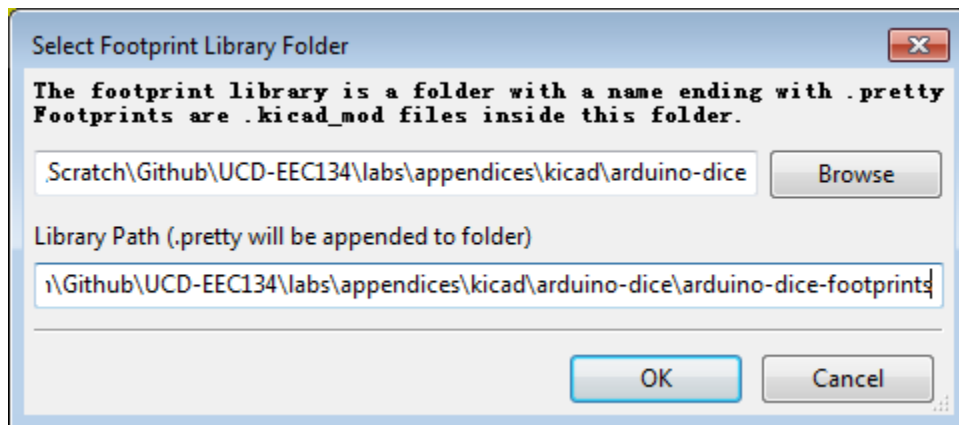 Select Footprint Library Folder
The footprint library is a folder with a name ending with .pretty
Footprints are .kicad_mod files inside this folder.
Scratch\Github\UCD-EEC134\labs\appendices\kicad\arduino-dice
Browse
Library Path (.pretty will be appended to folder)
\Github\UCD-EEC134\labs\appendices\kicad\arduino-dice\arduino-dice-footprints
OK
Cancel